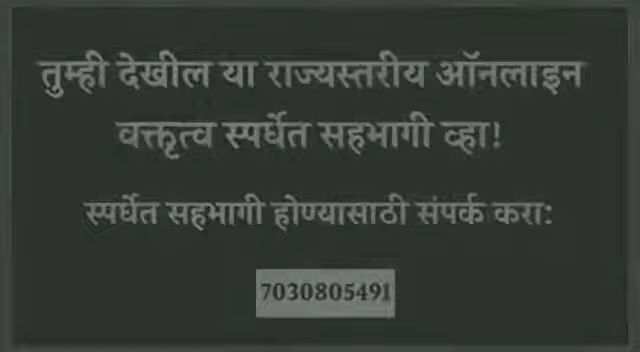 तुम्ही देखील या राज्यस्तरीय ऑनलाइन
वक्तृत्व स्पर्धेत सहभागी व्हा!
स्पर्धेत सहभागी होण्यासाठी संपर्क करा:
7030805491